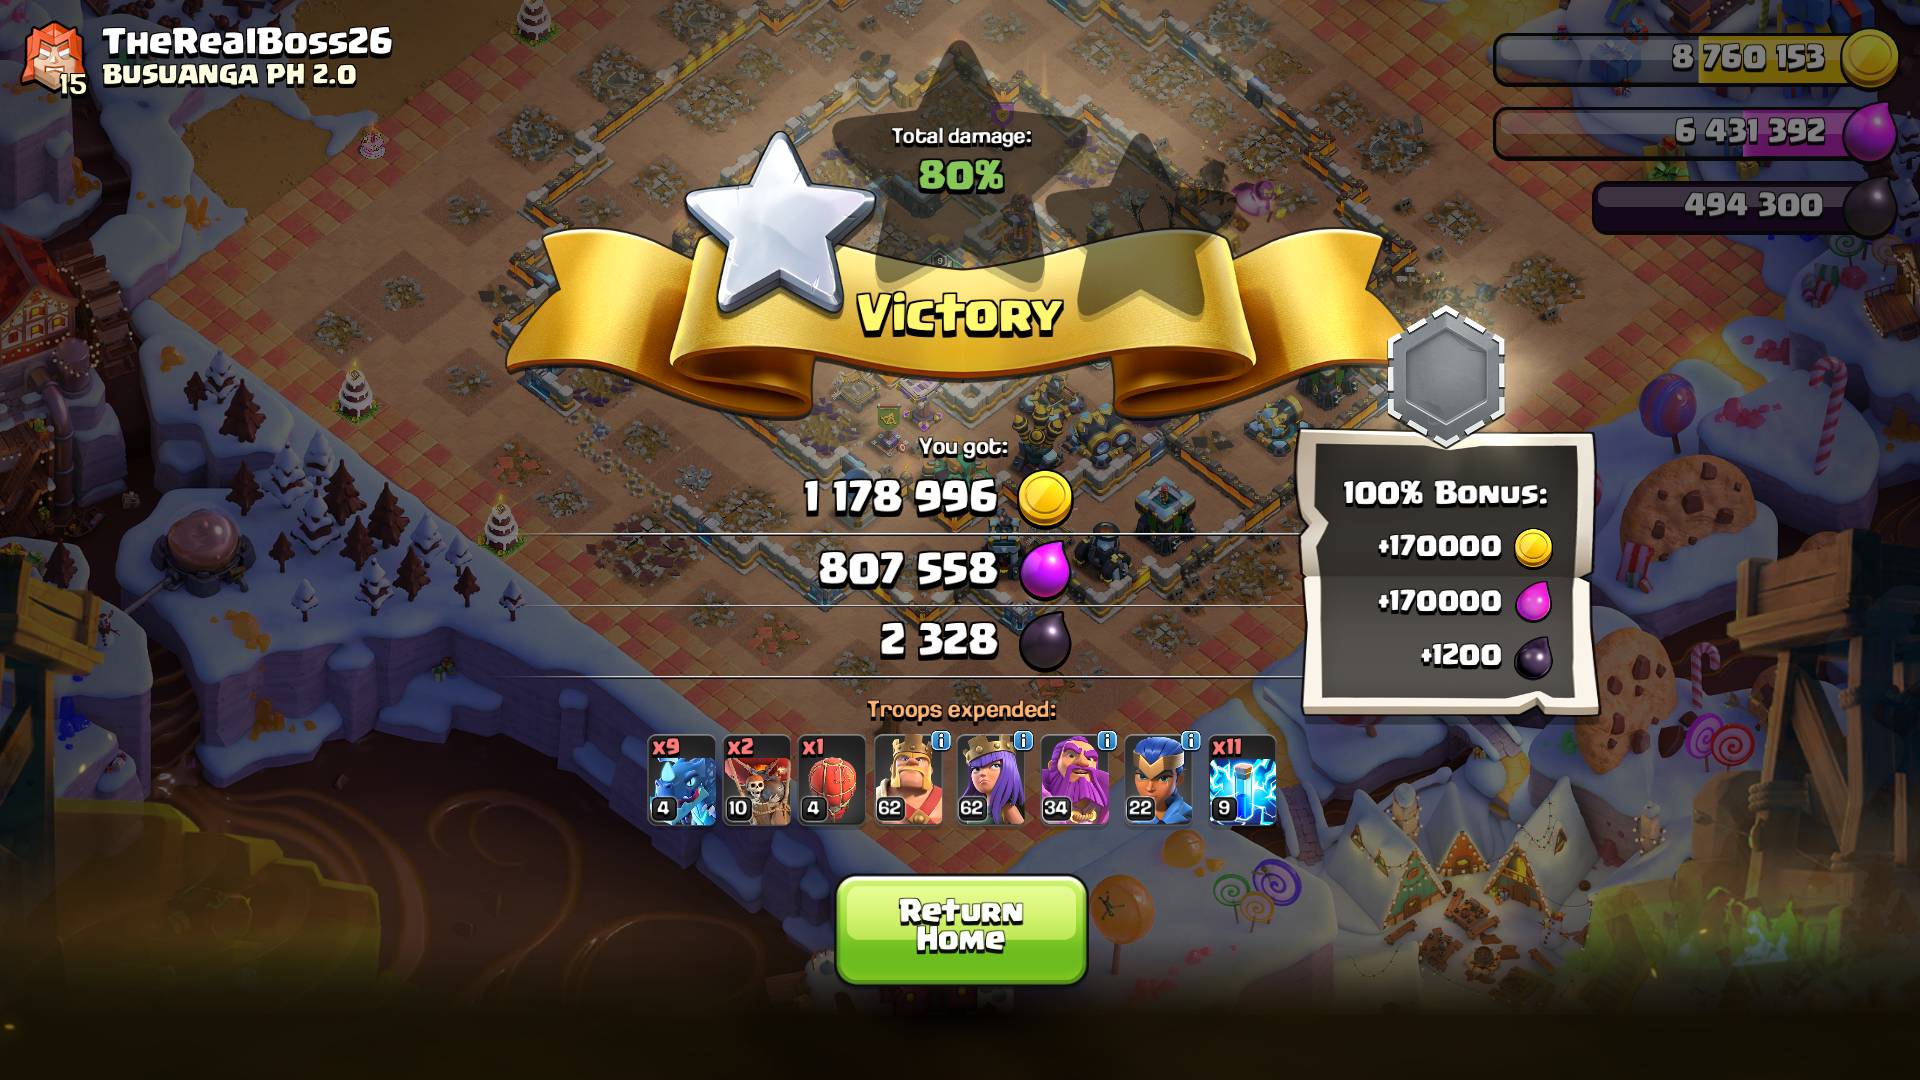 TheRealBoss26
15
BUSUANGA PH 2.0
8 760 153
6 431 392
494 300
Total damage:
80%
Victory
You got:
1 178 996
807 558
2 328
100% Bonus:
+170000
+170000
+1200
Troops expended:
x9
x2
x1
i
i
i
i
x11
4
10
4
62
62
34
22
9
Return
Home